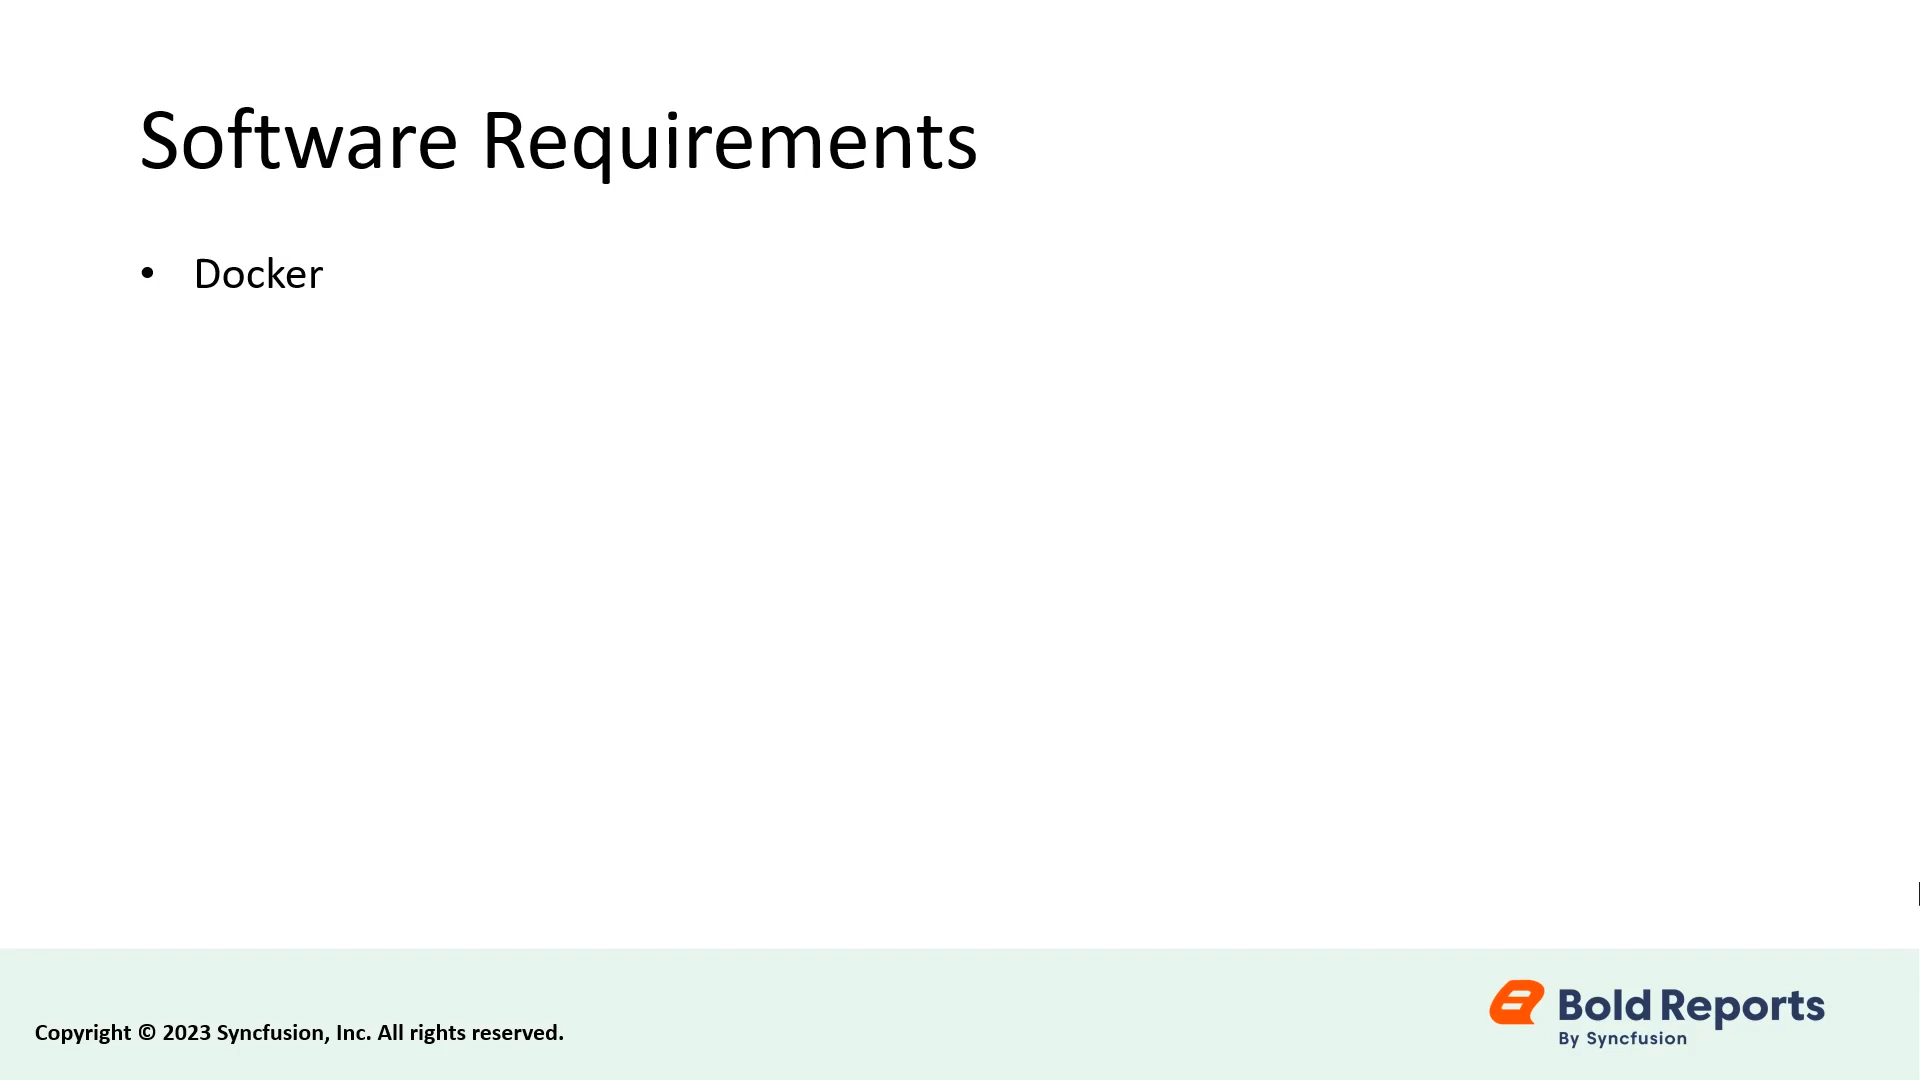 Software Requirements
• Docker
Copyright © 2023 Syncfusion, Inc. All rights reserved.
Bold Reports
By Syncfusion